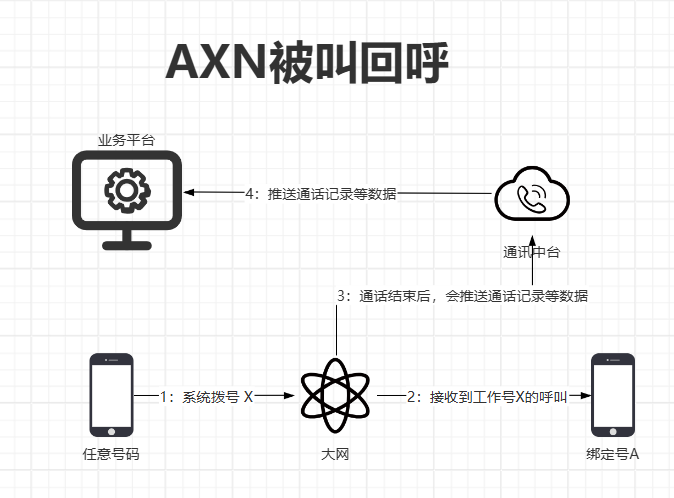 AXN被叫回呼
业务平台
4：推送通话记录等数据
通讯中台
3：通话结束后，会推送通话记录等数据
1：系统拨号 X
2：接收到工作号X的呼叫
任意号码
大网
绑定号A